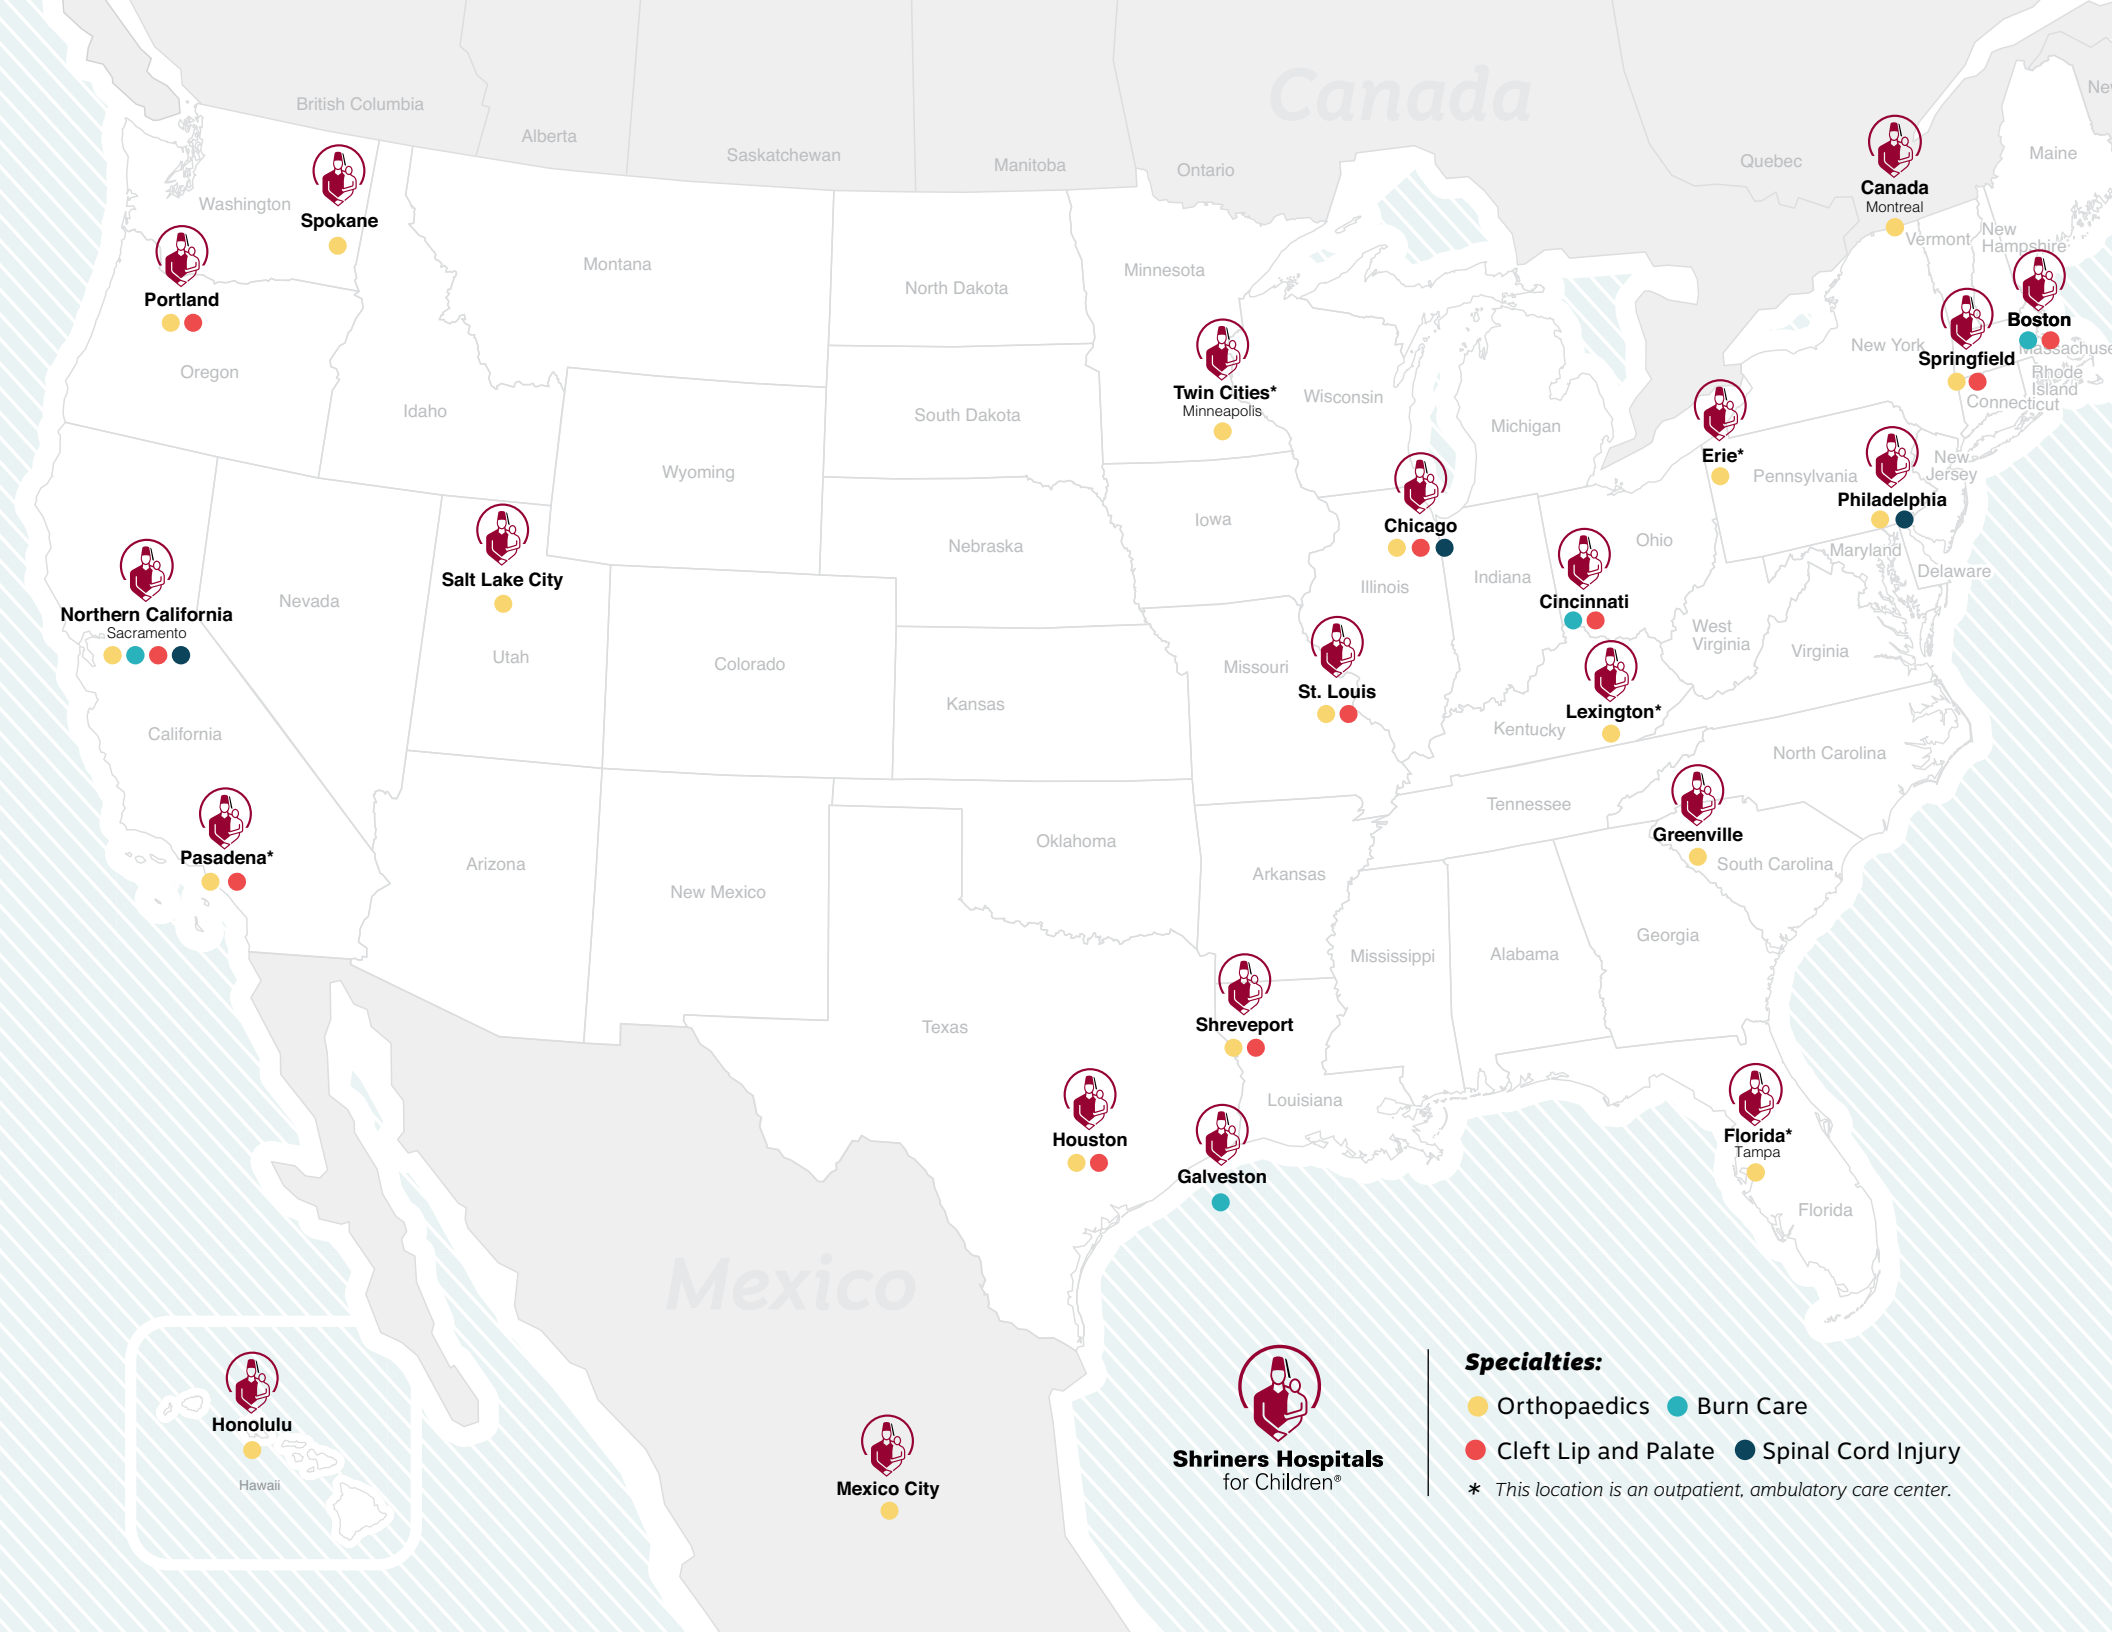 Canada
British Columbia
Alberta
Saskatchewan
Manitoba
Ontario
Quebec
Maine
Canada
Montreal
Washington
Spokane
Vermont
New
Hampshire
Montana
North Dakota
Minnesota
Portland
Boston
Massachuse
New York
Springfield
Rhode
Island
Connecticut
Oregon
Idaho
Twin Cities*
Minneapolis
Wisconsin
South Dakota
Michigan
Erie*
Pennsylvania
New
Jersey
Wyoming
Philadelphia
Iowa
Chicago
Ohio
Nebraska
Maryland
Delaware
Salt Lake City
Illinois
Indiana
Cincinnati
Nevada
Northern California
Sacramento
West
Virginia
Virginia
Utah
Colorado
Missouri
St. Louis
Kansas
Lexington*
Kentucky
California
North Carolina
Tennessee
Greenville
Oklahoma
Pasadena*
Arizona
New Mexico
Arkansas
South Carolina
Georgia
Mississippi
Alabama
Texas
Shreveport
Louisiana
Houston
Florida*
Tampa
Galveston
Florida
Mexico
Honolulu
Hawaii
Mexico City
Shriners Hospitals
for Children®
Specialties:
Orthopaedics
Burn Care
Cleft Lip and Palate
Spinal Cord Injury
* This location is an outpatient, ambulatory care center.